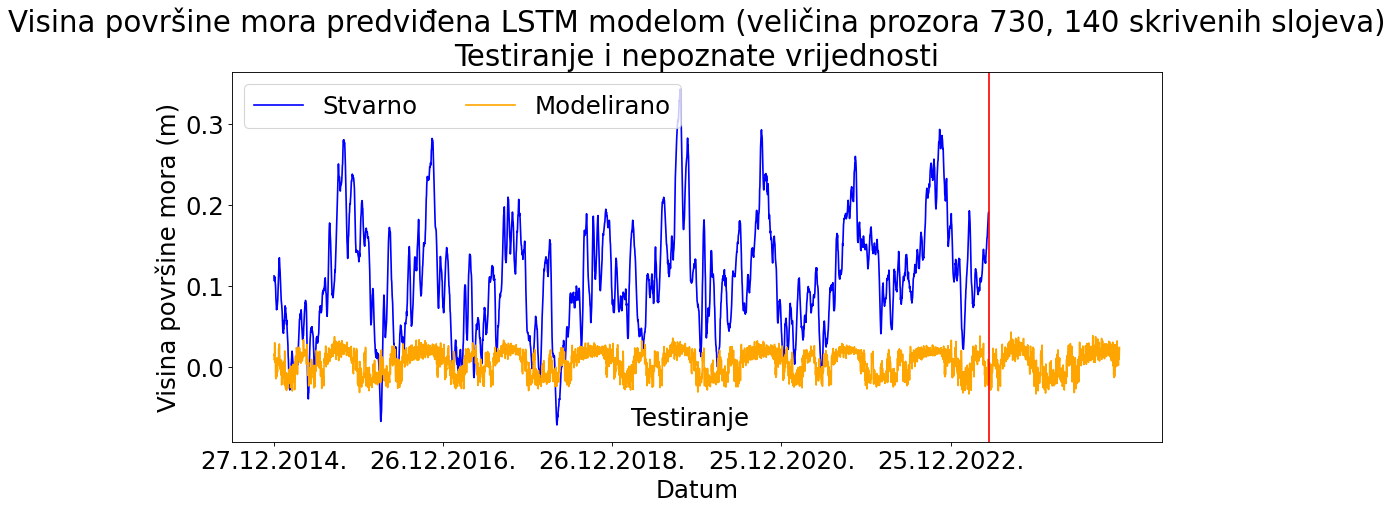 Visina površine mora predviđena LSTM modelom (veličina prozora 730, 140 skrivenih slojeva)
Testiranje i nepoznate vrijednosti
Stvarno Modelirano
Visina površine mora (m)
0.3
0.2
0.1
0.0
Testiranje
27.12.2014. 26.12.2016. 26.12.2018. 25.12.2020. 25.12.2022.
Datum